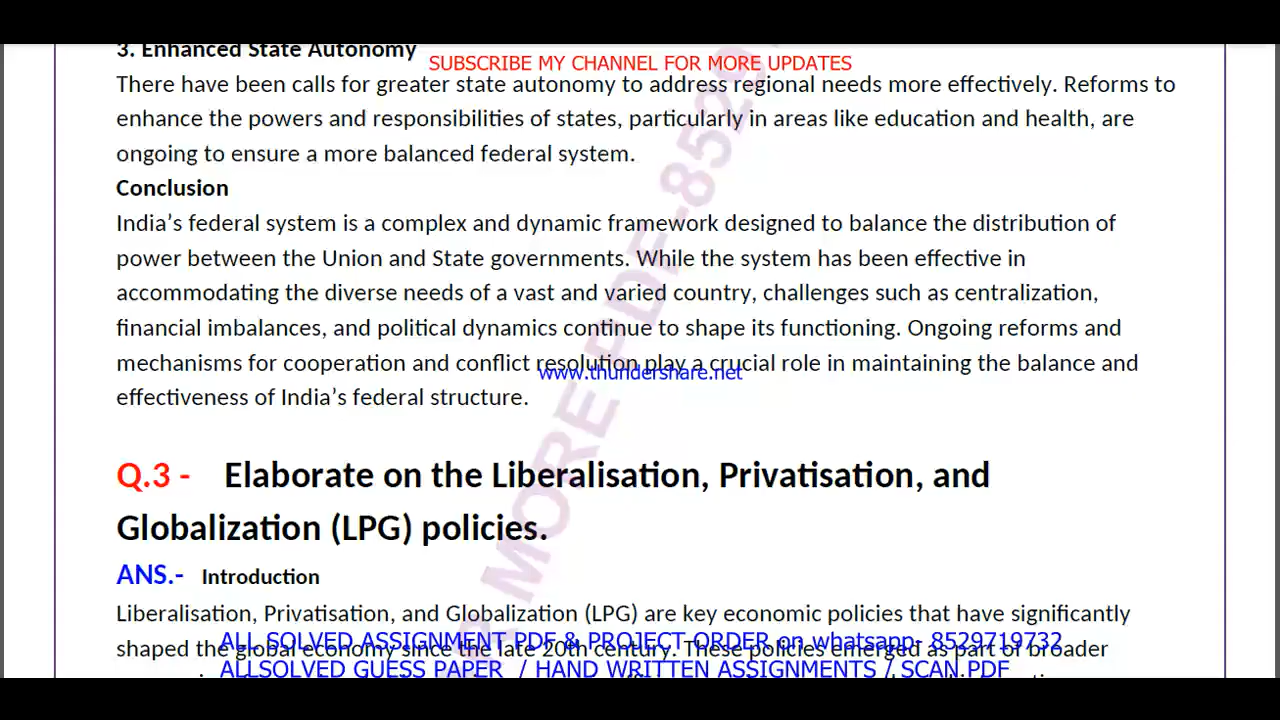 3. Enhanced State Autonomy
SUBSCRIBE MY CHANNEL FOR MORE UPDATES
There have been calls for greater state autonomy to address regional needs more effectively. Reforms to
enhance the powers and responsibilities of states, particularly in areas like education and health, are
ongoing to ensure a more balanced federal system.
Conclusion
India’s federal system is a complex and dynamic framework designed to balance the distribution of
power between the Union and State governments. While the system has been effective in
accommodating the diverse needs of a vast and varied country, challenges such as centralization,
financial imbalances, and political dynamics continue to shape its functioning. Ongoing reforms and
mechanisms for cooperation and conflict resolution play a crucial role in maintaining the balance and
www.thundershare.net
effectiveness of India’s federal structure.
Q.3 - Elaborate on the Liberalisation, Privatisation, and
Globalization (LPG) policies.
ANS.- Introduction
Liberalisation, Privatisation, and Globalization (LPG) are key economic policies that have significantly
shaped the global economy since the late 20th century. These policies emerged as part of broader
ALL SOLVED ASSIGNMENT PDF & PROJECT ORDER on whatsapp- 8529719732
ALLSOLVED GUESS PAPER / HAND WRITTEN ASSIGNMENTS / SCAN PDF
MORE PDF-8529